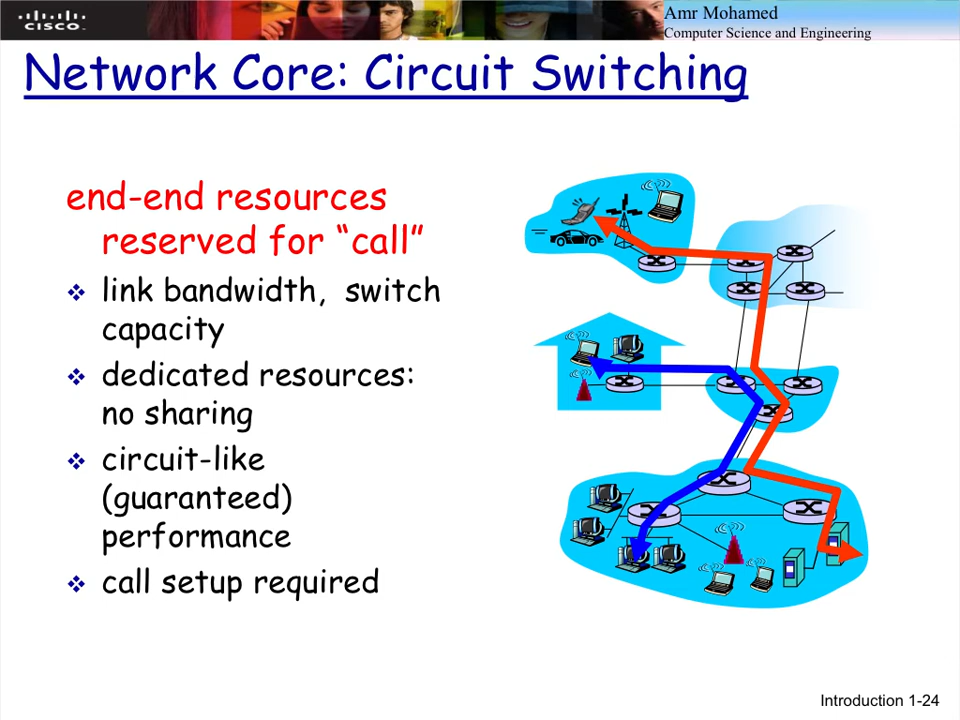 CISCO
Amr Mohamed
Computer Science and Engineering
Network Core: Circuit Switching
end-end resources
reserved for “call”
❖ link bandwidth, switch
capacity
❖ dedicated resources:
no sharing
❖ circuit-like
(guaranteed)
performance
❖ call setup required
Introduction 1-24